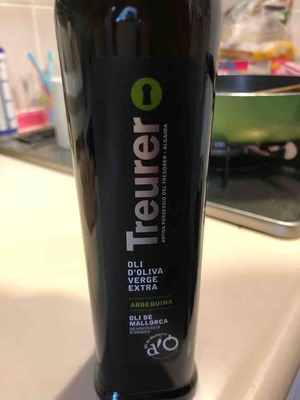 Treurer
ANTIGA POSSESSIÓ DEL TRESORER · ALGAIDA
OLI
D'OLIVA
VERGE
EXTRA
ARBEQUINA
OLI DE
MALLORCA
DENOMINACIÓ
D'ORIGEN